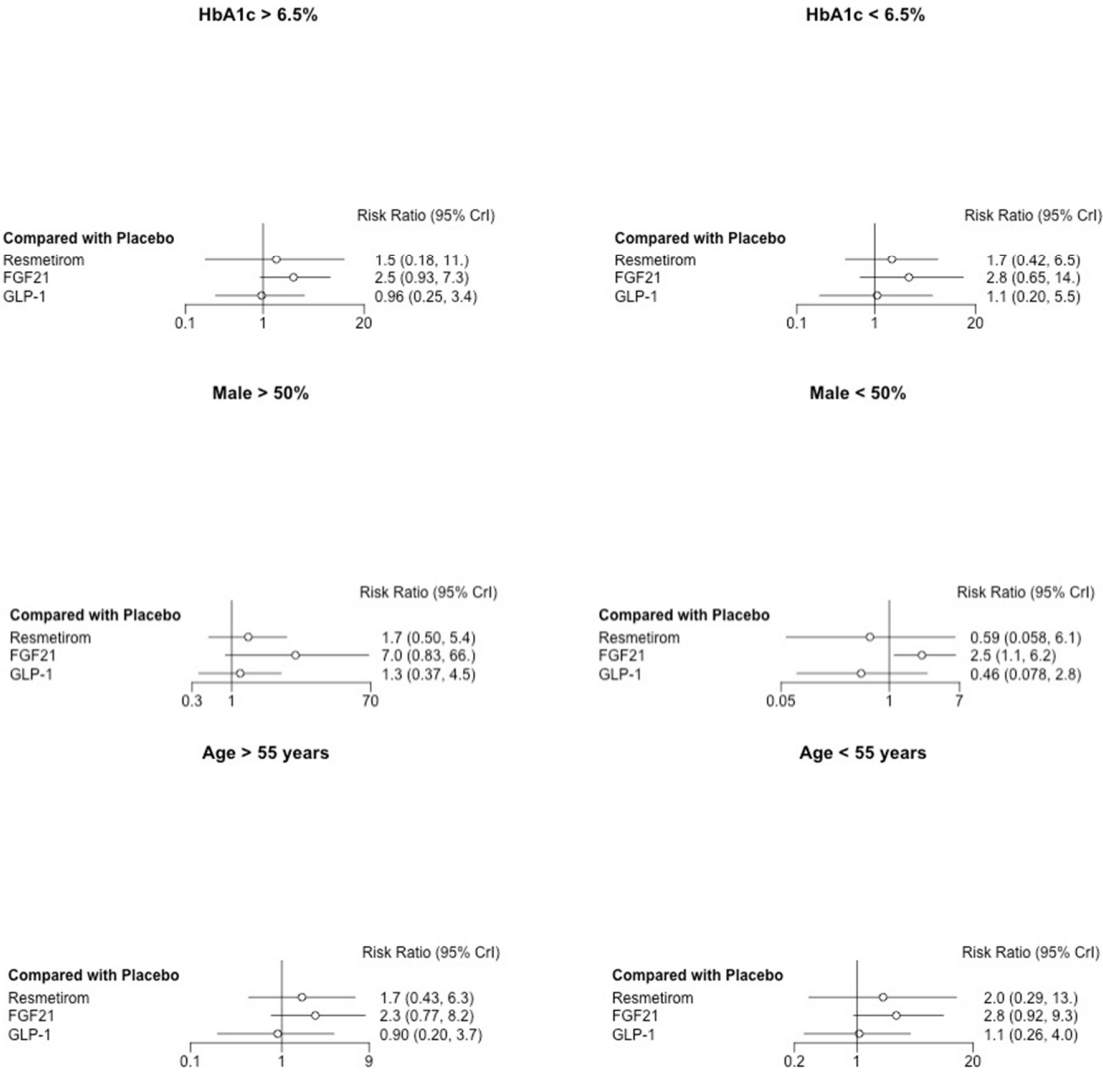 HbA1c > 6.5%
Risk Ratio (95% CrI)
Compared with Placebo
Resmetirom 1.5 (0.18, 11.)
FGF21 2.5 (0.93, 7.3)
GLP-1 0.96 (0.25, 3.4)
0.1 1 20
HbA1c < 6.5%
Risk Ratio (95% CrI)
Compared with Placebo
Resmetirom 1.7 (0.42, 6.5)
FGF21 2.8 (0.65, 14.)
GLP-1 1.1 (0.20, 5.5)
0.1 1 20
Male > 50%
Risk Ratio (95% CrI)
Compared with Placebo
Resmetirom 1.7 (0.50, 5.4)
FGF21 7.0 (0.83, 66.)
GLP-1 1.3 (0.37, 4.5)
0.3 1 70
Male < 50%
Risk Ratio (95% CrI)
Compared with Placebo
Resmetirom 0.59 (0.058, 6.1)
FGF21 2.5 (1.1, 6.2)
GLP-1 0.46 (0.078, 2.8)
0.05 1 7
Age > 55 years
Risk Ratio (95% CrI)
Compared with Placebo
Resmetirom 1.7 (0.43, 6.3)
FGF21 2.3 (0.77, 8.2)
GLP-1 0.90 (0.20, 3.7)
0.1 1 9
Age < 55 years
Risk Ratio (95% CrI)
Compared with Placebo
Resmetirom 2.0 (0.29, 13.)
FGF21 2.8 (0.92, 9.3)
GLP-1 1.1 (0.26, 4.0)
0.2 1 20